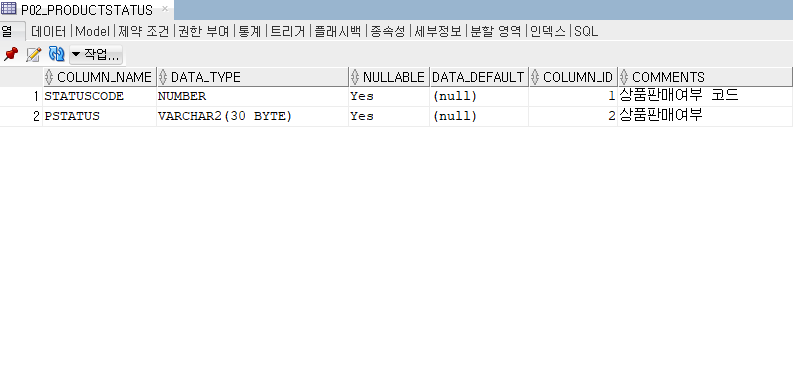 P02_PRODUCTSTATUS
열 데이터 Model 제약 조건 권한 부여 통계 트리거 플래시백 종속성 세부정보 분할 영역 인덱스 SQL
작업...
COLUMN_NAME DATA_TYPE NULLABLE DATA_DEFAULT COLUMN_ID COMMENTS
1 STATUSCODE NUMBER Yes (null) 1 상품판매여부 코드
2 PSTATUS VARCHAR2(30 BYTE) Yes (null) 2 상품판매여부